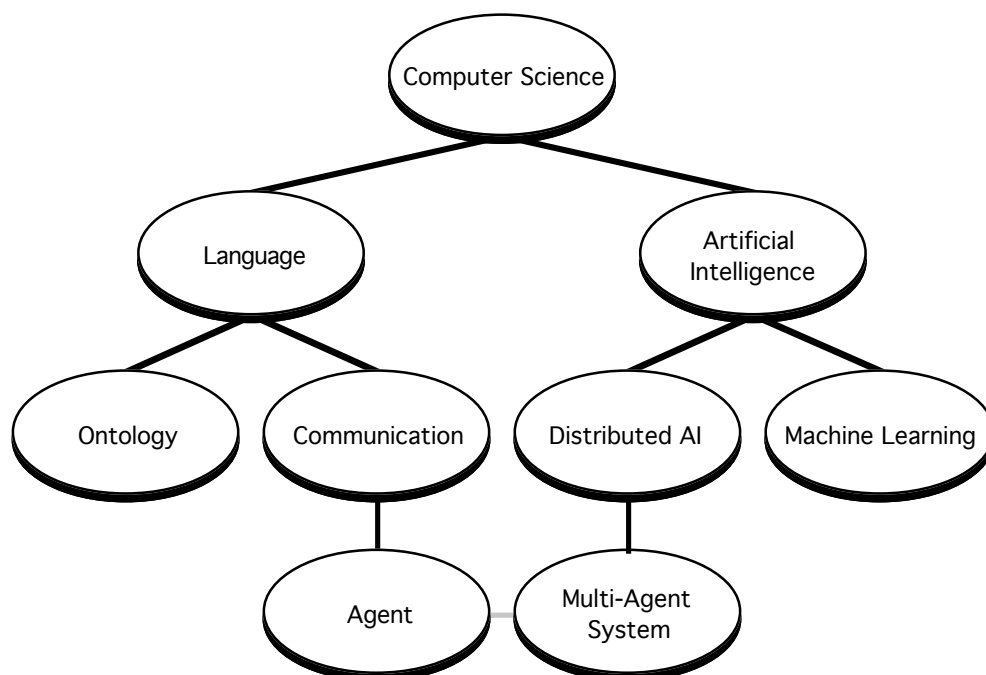 Computer Science
Language
Artificial
Intelligence
Ontology
Communication
Distributed AI
Machine Learning
Agent
Multi-Agent
System